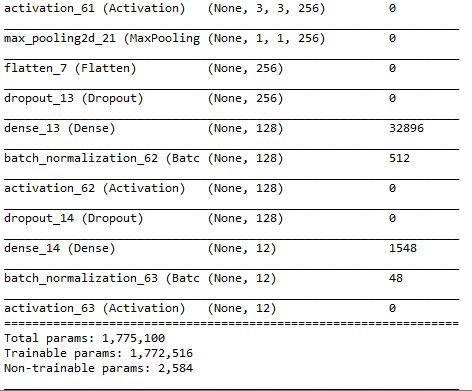 activation_61 (Activation) (None, 3, 3, 256) 0
max_pooling2d_21 (MaxPooling (None, 1, 1, 256) 0
flatten_7 (Flatten) (None, 256) 0
dropout_13 (Dropout) (None, 256) 0
dense_13 (Dense) (None, 128) 32896
batch_normalization_62 (Batc (None, 128) 512
activation_62 (Activation) (None, 128) 0
dropout_14 (Dropout) (None, 128) 0
dense_14 (Dense) (None, 12) 1548
batch_normalization_63 (Batc (None, 12) 48
activation_63 (Activation) (None, 12) 0
=================================================================
Total params: 1,775,100
Trainable params: 1,772,516
Non-trainable params: 2,584